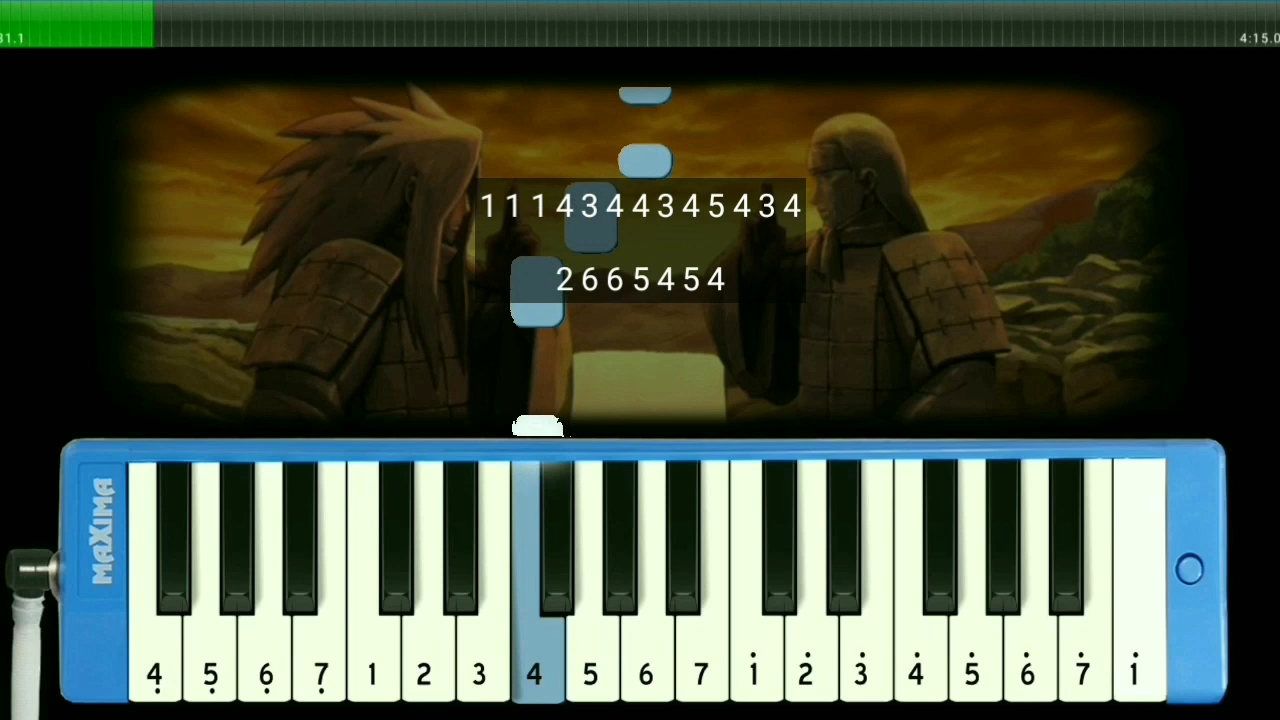 31.1 4:15.0
1 1 1 4 3 4 4 3 4 5 4 3 4
2 6 6 5 4 5 4
MAXIMA
4̣ 5̣ 6̣ 7̣ 1 2 3 4 5 6 7 1̇ 2̇ 3̇ 4̇ 5̇ 6̇ 7̇ 1̇